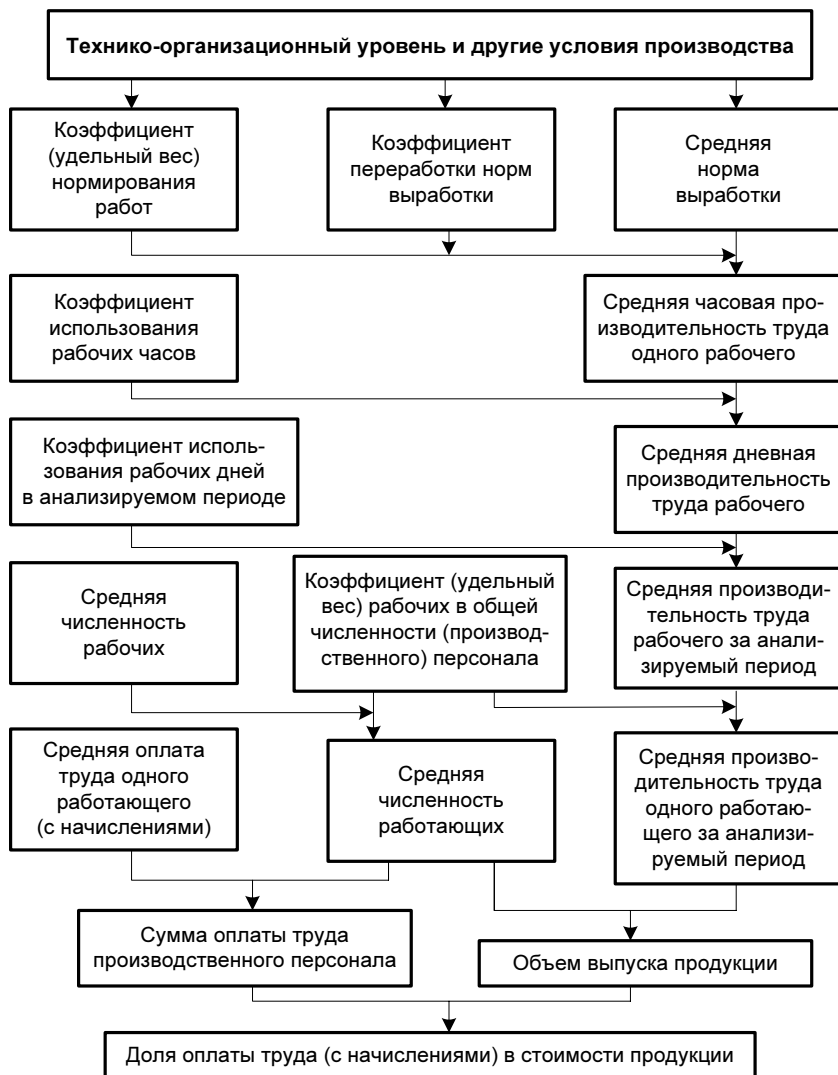 Технико-организационный уровень и другие условия производства
Коэффициент
(удельный вес)
нормирования
работ
Коэффициент
переработки норм
выработки
Средняя
норма
выработки
Коэффициент
использования
рабочих часов
Средняя часовая про-
изводительность труда
одного рабочего
Коэффициент исполь-
зования рабочих дней
в анализируемом периоде
Средняя дневная
производительность
труда рабочего
Средняя
численность
рабочих
Коэффициент (удельный
вес) рабочих в общей
численности (производ-
ственного) персонала
Средняя производи-
тельность труда
рабочего за анали-
зируемый период
Средняя оплата
труда одного
работающего
(с начислениями)
Средняя
численность
работающих
Средняя произво-
дительность труда
одного работаю-
щего за анализи-
руемый период
Сумма оплаты труда
производственного персонала
Объем выпуска продукции
Доля оплаты труда (с начислениями) в стоимости продукции